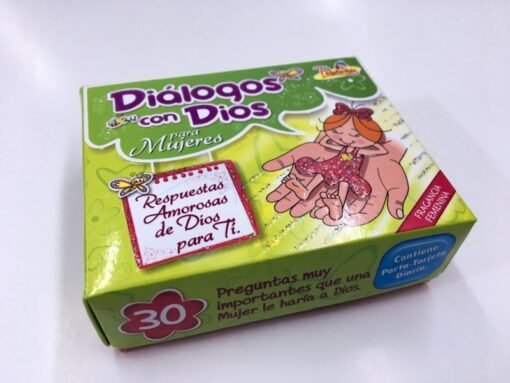 Diálogos
con Dios
para
Mujeres
Respuestas
Amorosas
de Dios
para Ti.
FRAGANCIA
FEMENINA
30
Preguntas muy
importantes que una
Mujer le haría a Dios.
Contiene
Porta-Tarjeta
Diario